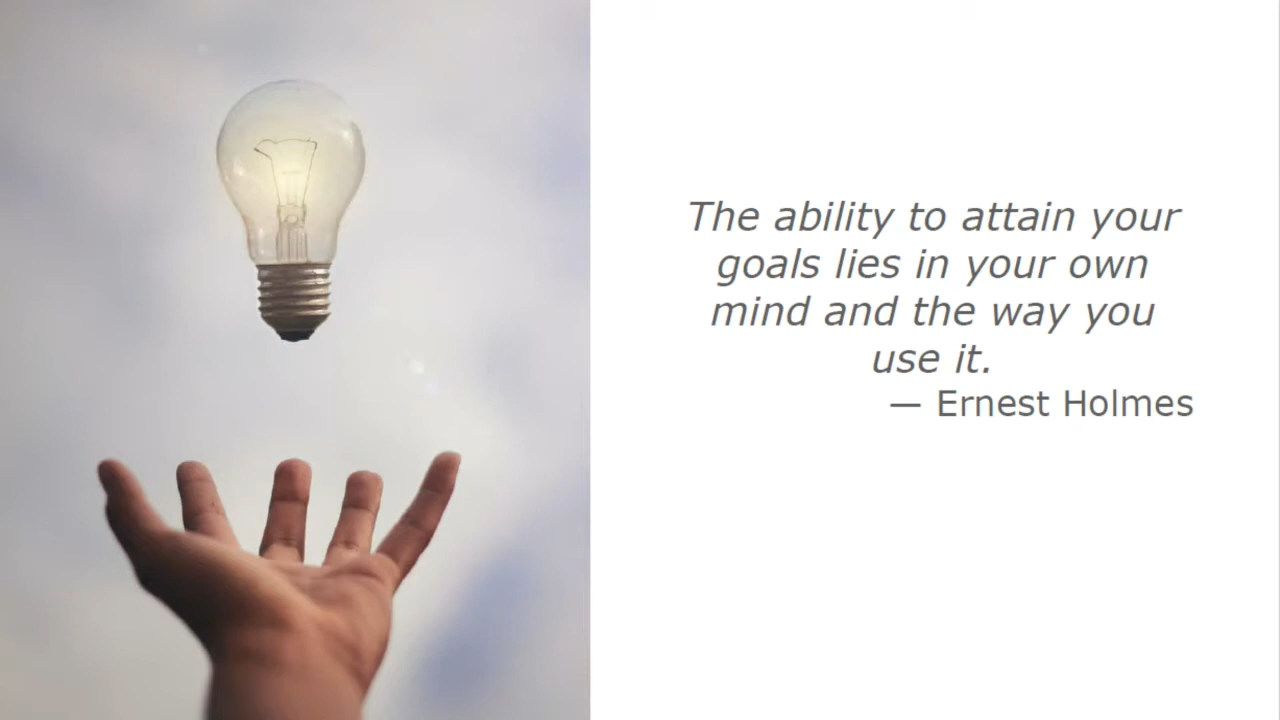 The ability to attain your
goals lies in your own
mind and the way you
use it.
— Ernest Holmes